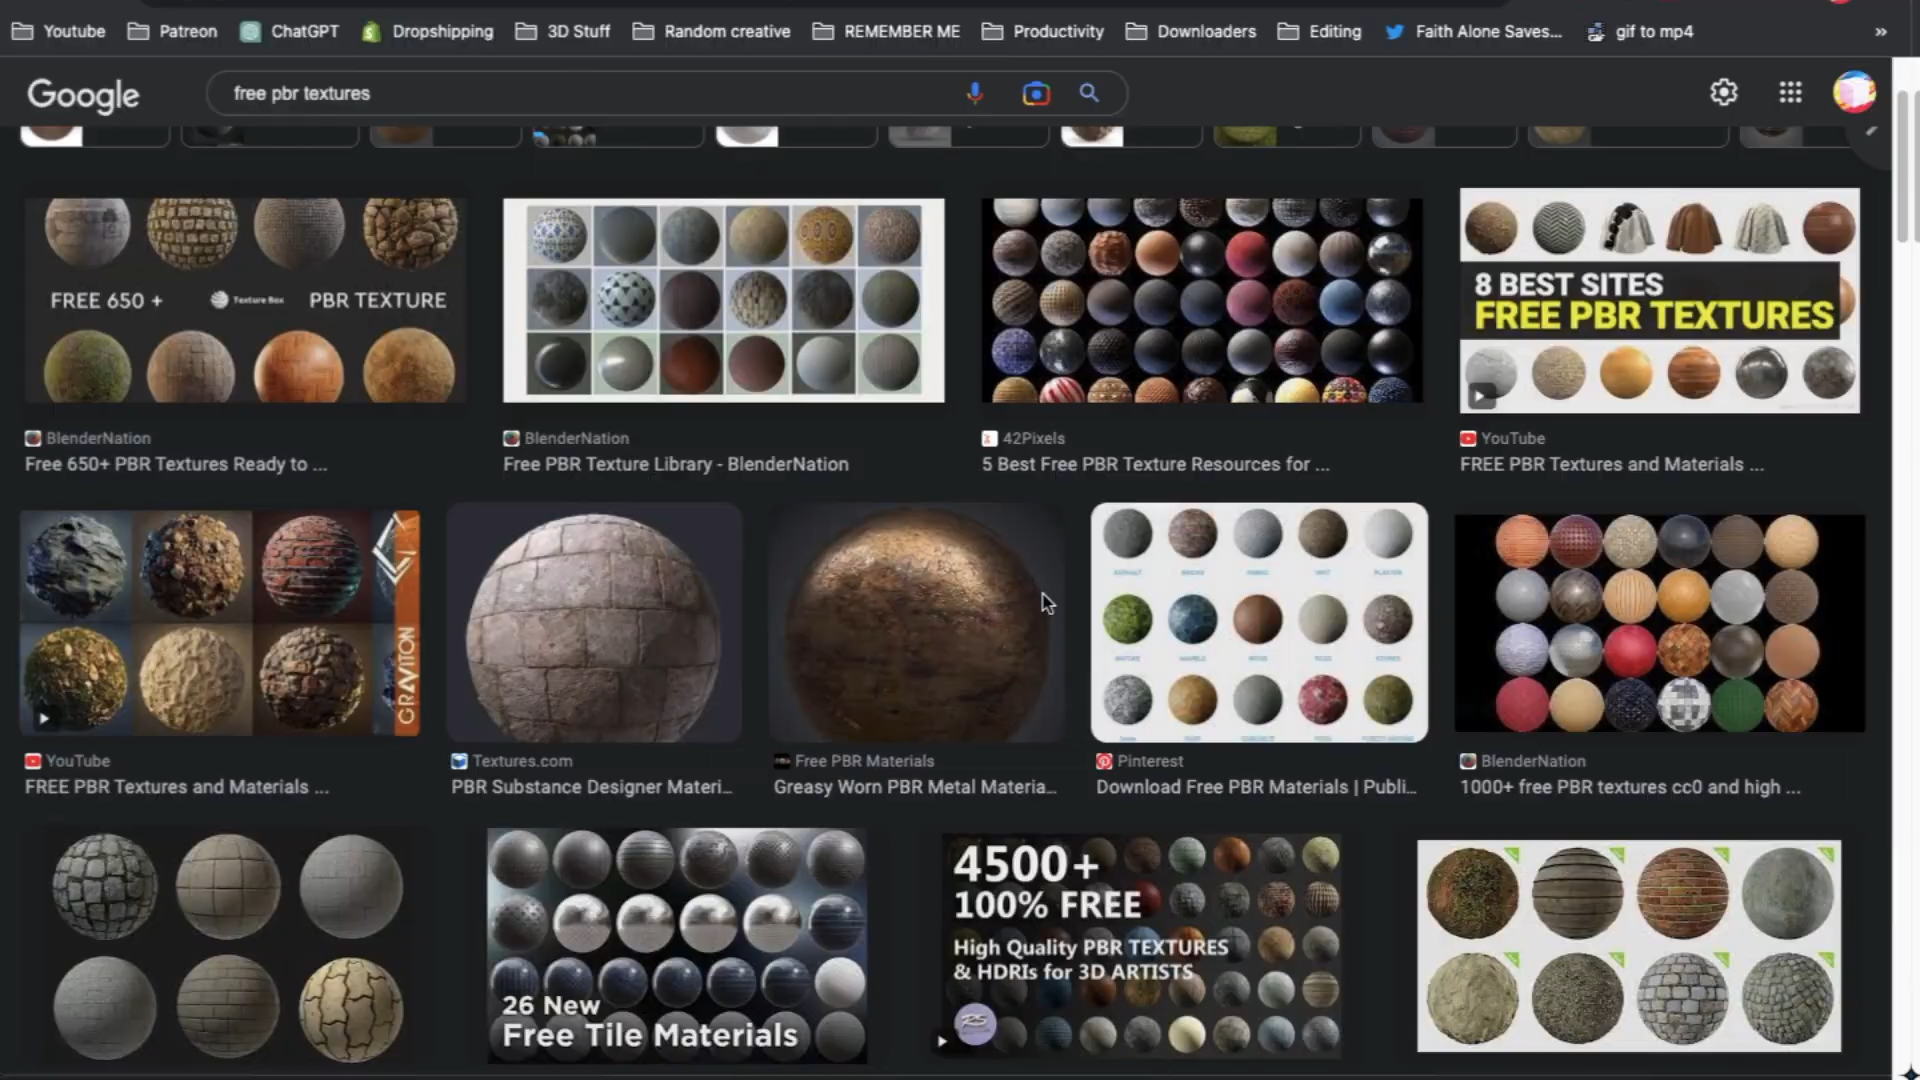 Youtube Patreon ChatGPT Dropshipping 3D Stuff Random creative REMEMBER ME Productivity Downloaders Editing Faith Alone Saves... gif to mp4 »
Google free pbr textures
FREE 650 + Texture Box PBR TEXTURE
8 BEST SITES
FREE PBR TEXTURES
BlenderNation
Free 650+ PBR Textures Ready to ...
BlenderNation
Free PBR Texture Library - BlenderNation
42Pixels
5 Best Free PBR Texture Resources for ...
YouTube
FREE PBR Textures and Materials ...
GRAVITON
YouTube
FREE PBR Textures and Materials ...
Textures.com
PBR Substance Designer Materi...
Free PBR Materials
Greasy Worn PBR Metal Materia...
Pinterest
Download Free PBR Materials | Publi...
BlenderNation
1000+ free PBR textures cc0 and high ...
26 New
Free Tile Materials
4500+
100% FREE
High Quality PBR TEXTURES
& HDRIs for 3D ARTISTS